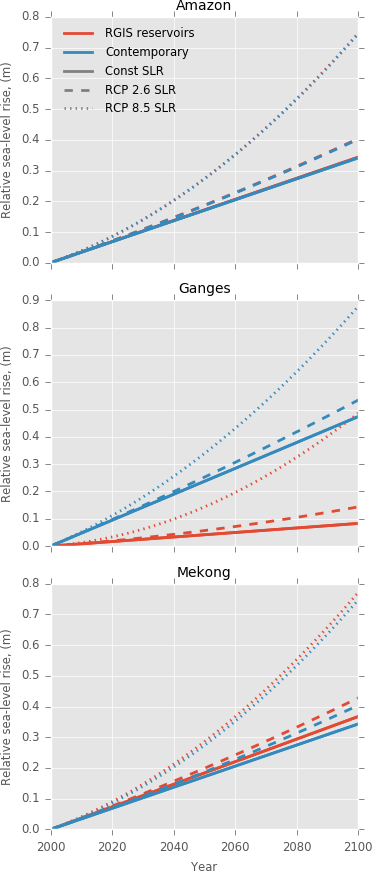 Amazon
0.8
0.7
0.6
0.5
0.4
0.3
0.2
0.1
0.0
Relative sea-level rise, (m)
RGIS reservoirs
Contemporary
Const SLR
RCP 2.6 SLR
RCP 8.5 SLR
Ganges
0.9
0.8
0.7
0.6
0.5
0.4
0.3
0.2
0.1
0.0
Relative sea-level rise, (m)
Mekong
0.8
0.7
0.6
0.5
0.4
0.3
0.2
0.1
0.0
Relative sea-level rise, (m)
2000 2020 2040 2060 2080 2100
Year